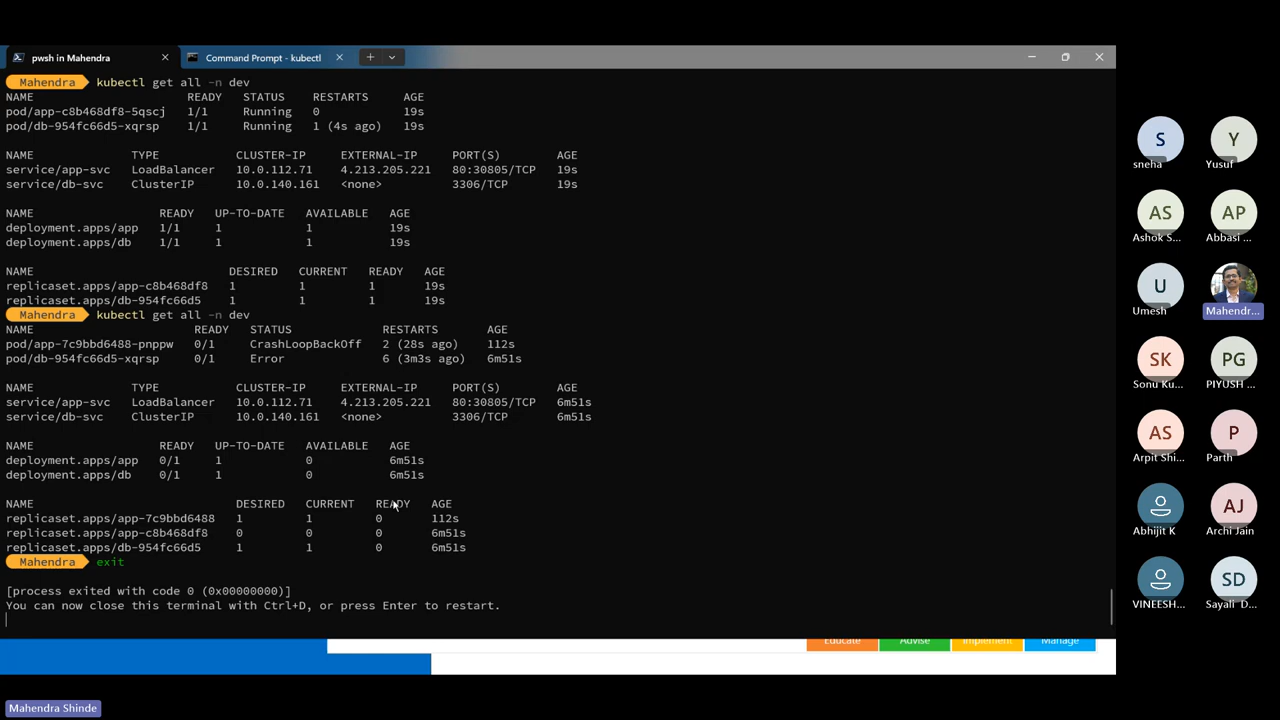 pwsh in Mahendra
Command Prompt - kubectl
Mahendra kubectl get all -n dev
NAME READY STATUS RESTARTS AGE
pod/app-c8b468df8-5qscj 1/1 Running 0 19s
pod/db-954fc66d5-xqrsp 1/1 Running 1 (4s ago) 19s
NAME TYPE CLUSTER-IP EXTERNAL-IP PORT(S) AGE
service/app-svc LoadBalancer 10.0.112.71 4.213.205.221 80:30805/TCP 19s
service/db-svc ClusterIP 10.0.140.161 <none> 3306/TCP 19s
NAME READY UP-TO-DATE AVAILABLE AGE
deployment.apps/app 1/1 1 1 19s
deployment.apps/db 1/1 1 1 19s
NAME DESIRED CURRENT READY AGE
replicaset.apps/app-c8b468df8 1 1 1 19s
replicaset.apps/db-954fc66d5 1 1 1 19s
Mahendra kubectl get all -n dev
NAME READY STATUS RESTARTS AGE
pod/app-7c9bbd6488-pnppw 0/1 CrashLoopBackOff 2 (28s ago) 112s
pod/db-954fc66d5-xqrsp 0/1 Error 6 (3m3s ago) 6m51s
NAME TYPE CLUSTER-IP EXTERNAL-IP PORT(S) AGE
service/app-svc LoadBalancer 10.0.112.71 4.213.205.221 80:30805/TCP 6m51s
service/db-svc ClusterIP 10.0.140.161 <none> 3306/TCP 6m51s
NAME READY UP-TO-DATE AVAILABLE AGE
deployment.apps/app 0/1 1 0 6m51s
deployment.apps/db 0/1 1 0 6m51s
NAME DESIRED CURRENT READY AGE
replicaset.apps/app-7c9bbd6488 1 1 0 112s
replicaset.apps/app-c8b468df8 0 0 0 6m51s
replicaset.apps/db-954fc66d5 1 1 0 6m51s
Mahendra exit
[process exited with code 0 (0x00000000)]
You can now close this terminal with Ctrl+D, or press Enter to restart.
Educate Advise Implement Manage
S Y
sneha Yusuf
AS AP
Ashok S... Abbasi ...
U
Umesh Mahendr...
SK PG
Sonu Ku... PIYUSH ...
AS P
Arpit Shi... Parth
AJ
Abhijit K Archi Jain
SD
VINEESH... Sayali D...
Mahendra Shinde